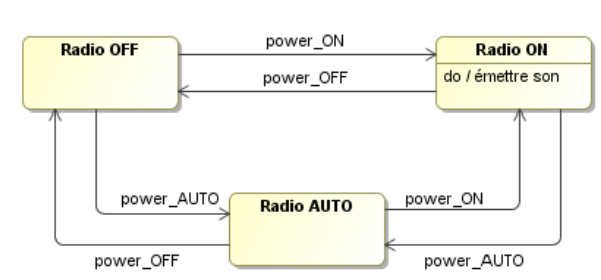 power_ON
Radio OFF
Radio ON
power_OFF
do / émettre son
power_AUTO
Radio AUTO
power_ON
power_OFF
power_AUTO